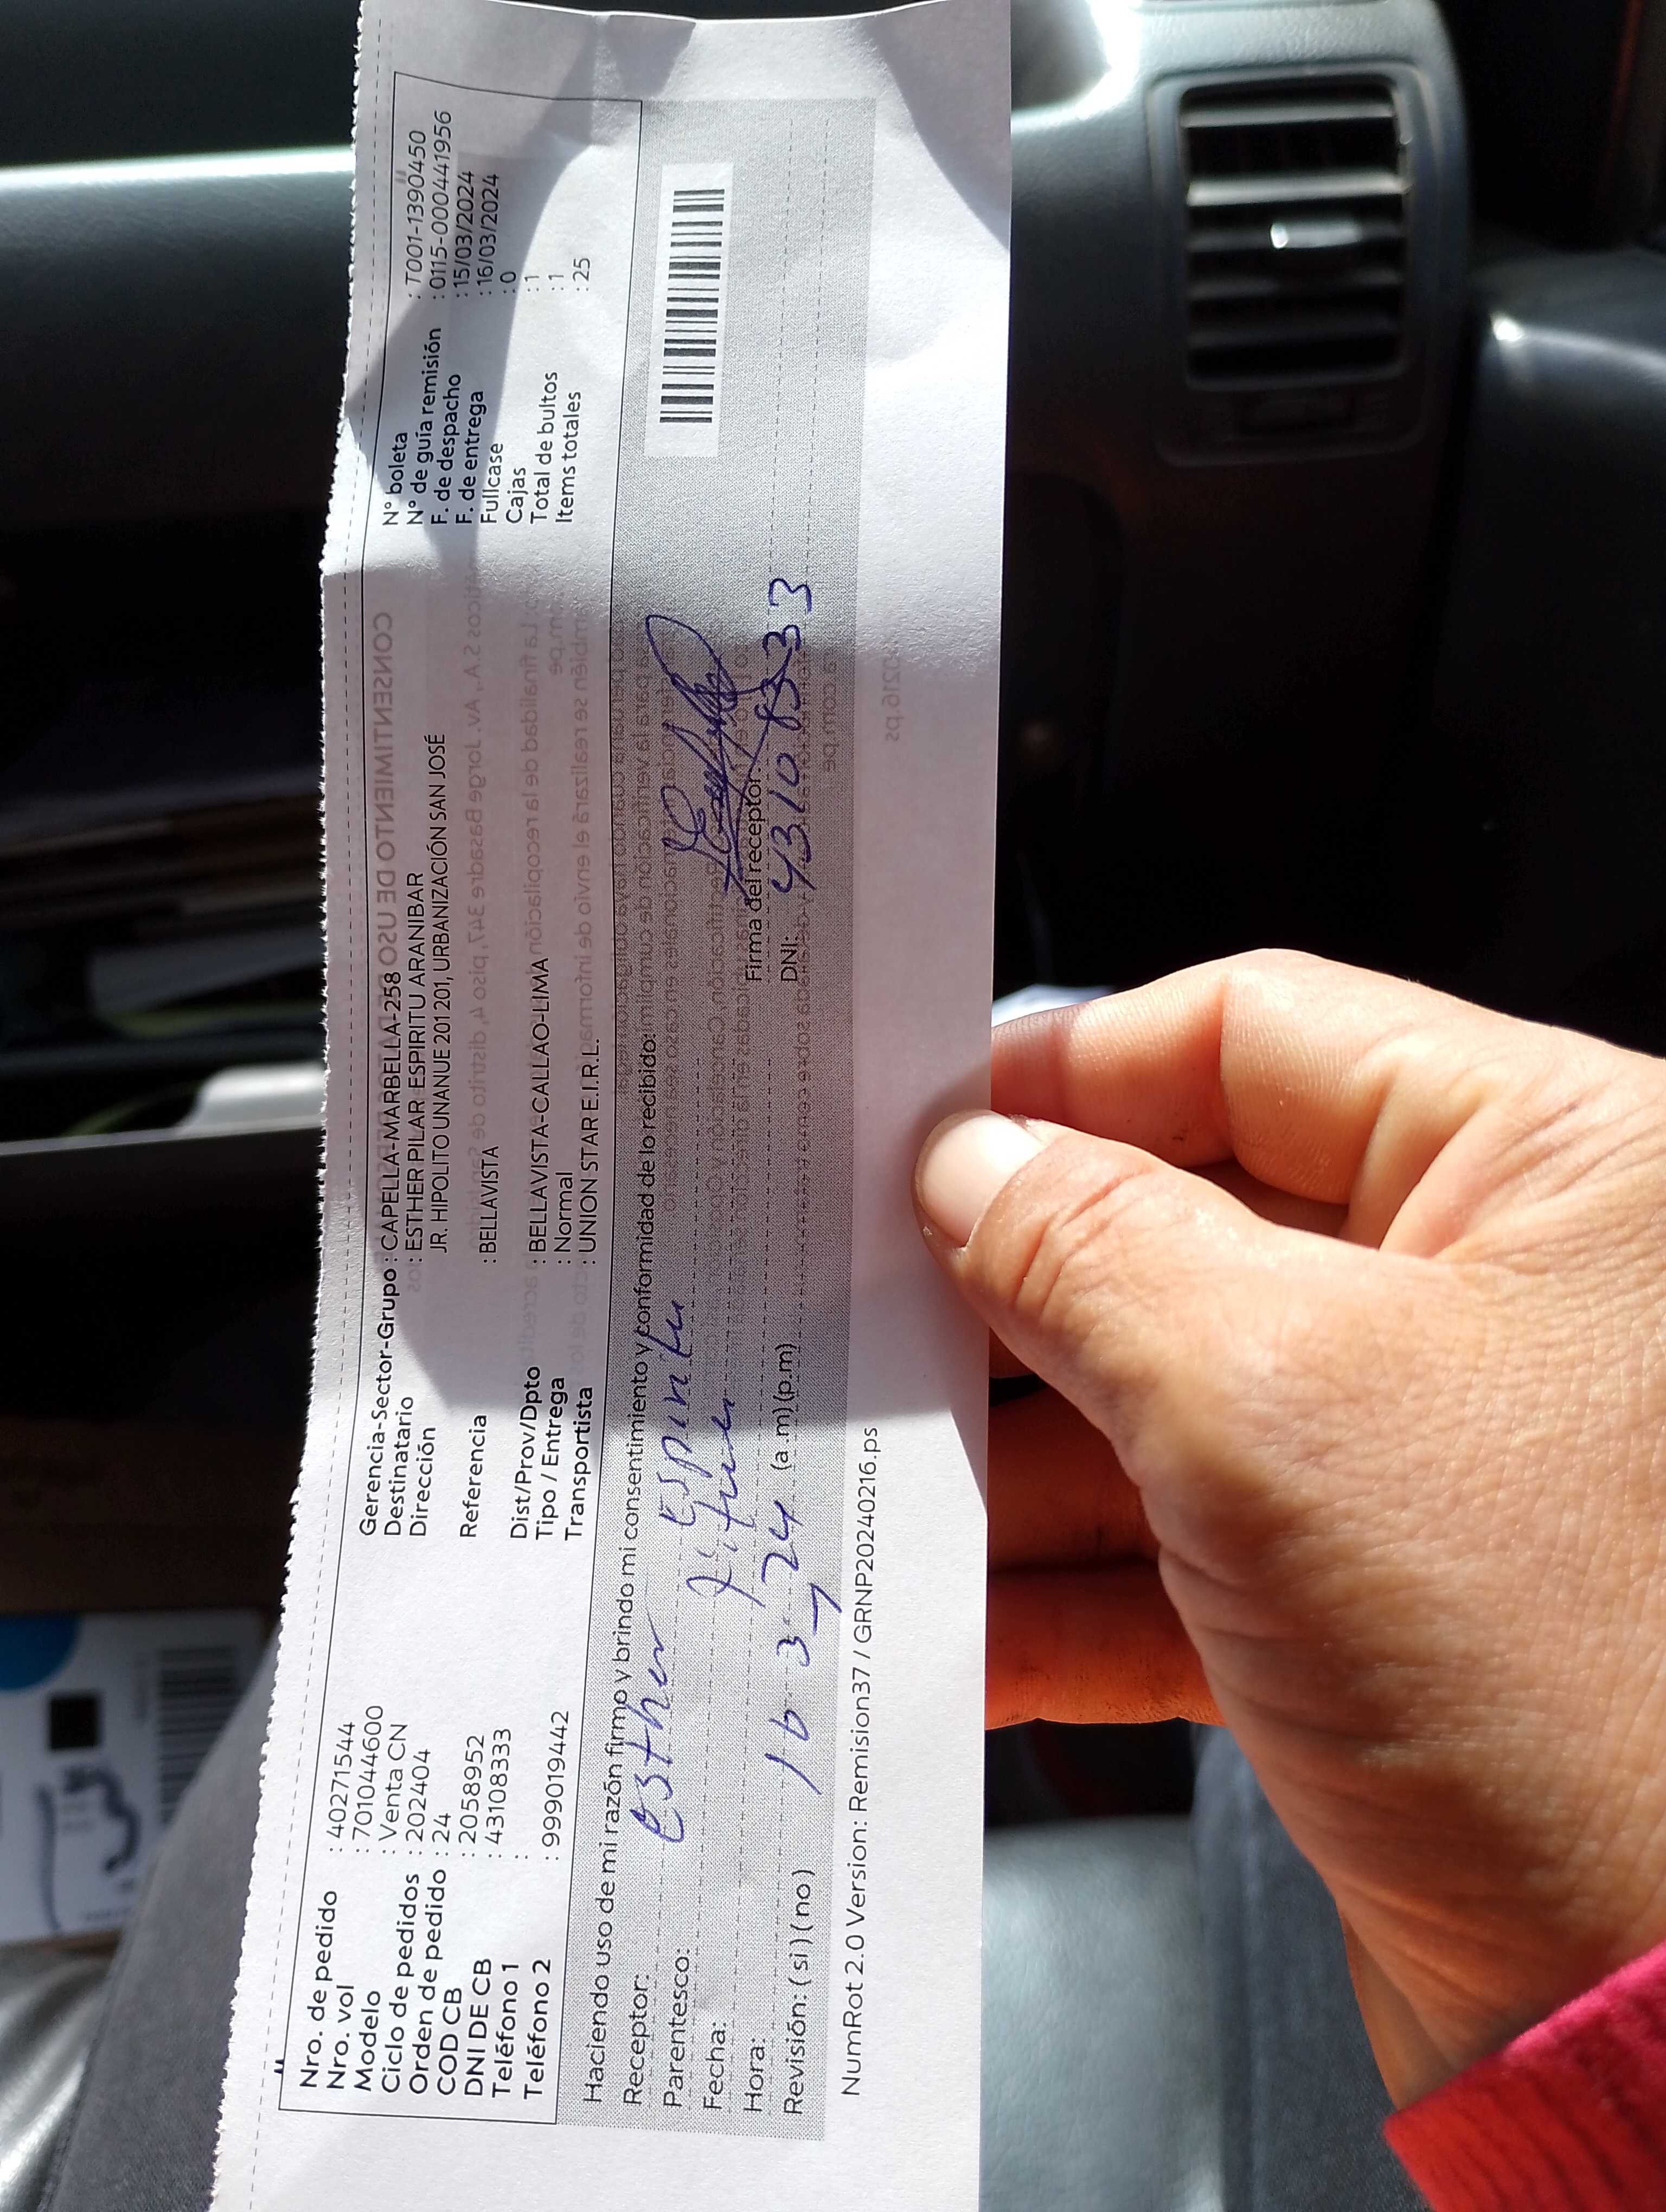 Nro. de pedido : 40271544
Nro. vol : 701044600
Modelo : Venta CN
Ciclo de pedidos : 202404
Orden de pedido : 24
COD CB : 2058952
DNI DE CB : 43108333
Teléfono 1 :
Teléfono 2 : 999019442
Gerencia-Sector-Grupo : CAPELLA-MARBELLA-258
Destinatario : ESTHER PILAR ESPIRITU ARANIBAR
Dirección JR. HIPOLITO UNANUE 201 201, URBANIZACIÓN SAN JOSÉ
Referencia : BELLAVISTA
Dist/Prov/Dpto : BELLAVISTA-CALLAO-LIMA
Tipo / Entrega : Normal
Transportista : UNION STAR E.I.R.L.
N° boleta : T001-1390450
N° de guía remisión : 0115-0004441956
F. de despacho : 15/03/2024
F. de entrega : 16/03/2024
Fullcase : 0
Cajas : 1
Total de bultos : 1
Items totales : 25
Haciendo uso de mi razón firmo y brindo mi consentimiento y conformidad de lo recibido:
Receptor: Esther Espiritu
Parentesco: Titular
Fecha: 16 3 24
Hora: (a.m)(p.m)
Revisión: (si) (no)
Firma del receptor:
DNI: 43108333
NumRot 2.0 Version: Remision37 / GRNP20240216.ps